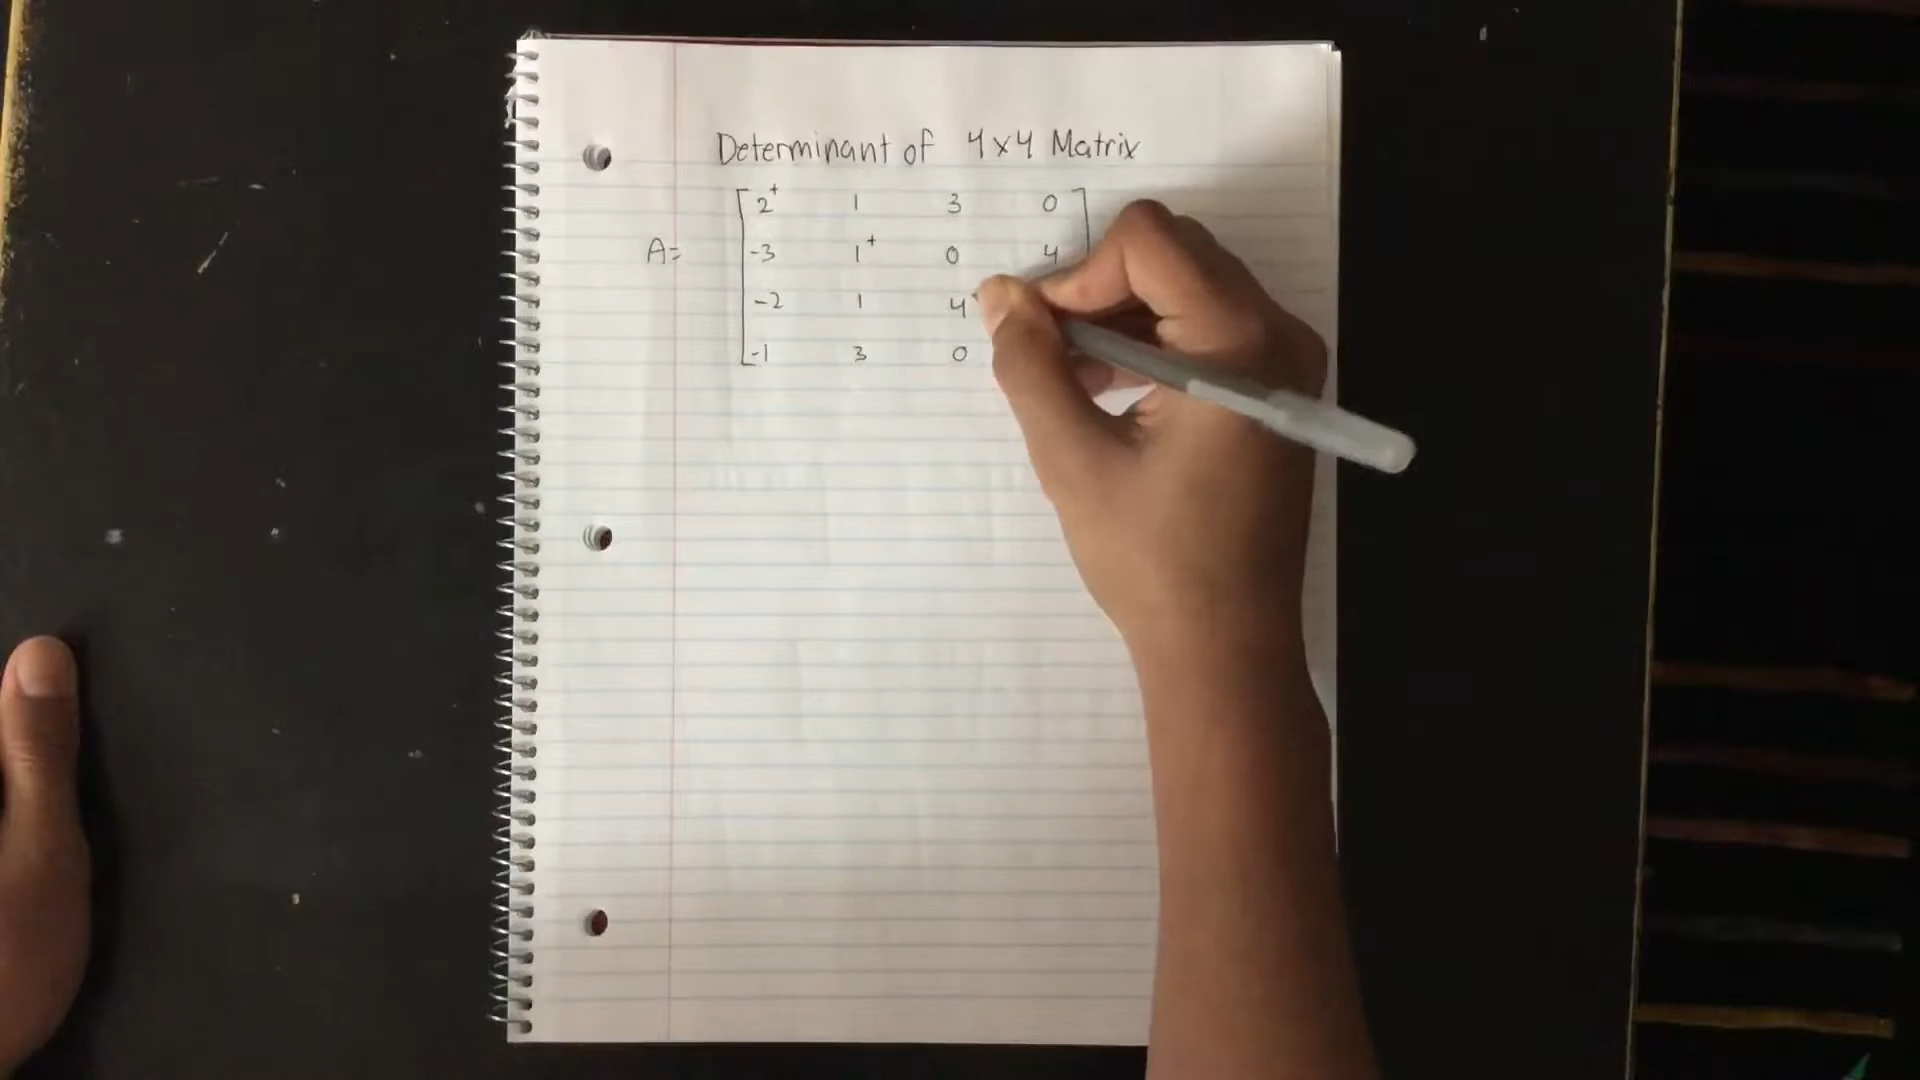 Determinant of 4x4 Matrix
2+ 1 3 0
A= -3 1+ 0 4
-2 1 4
-1 3 0